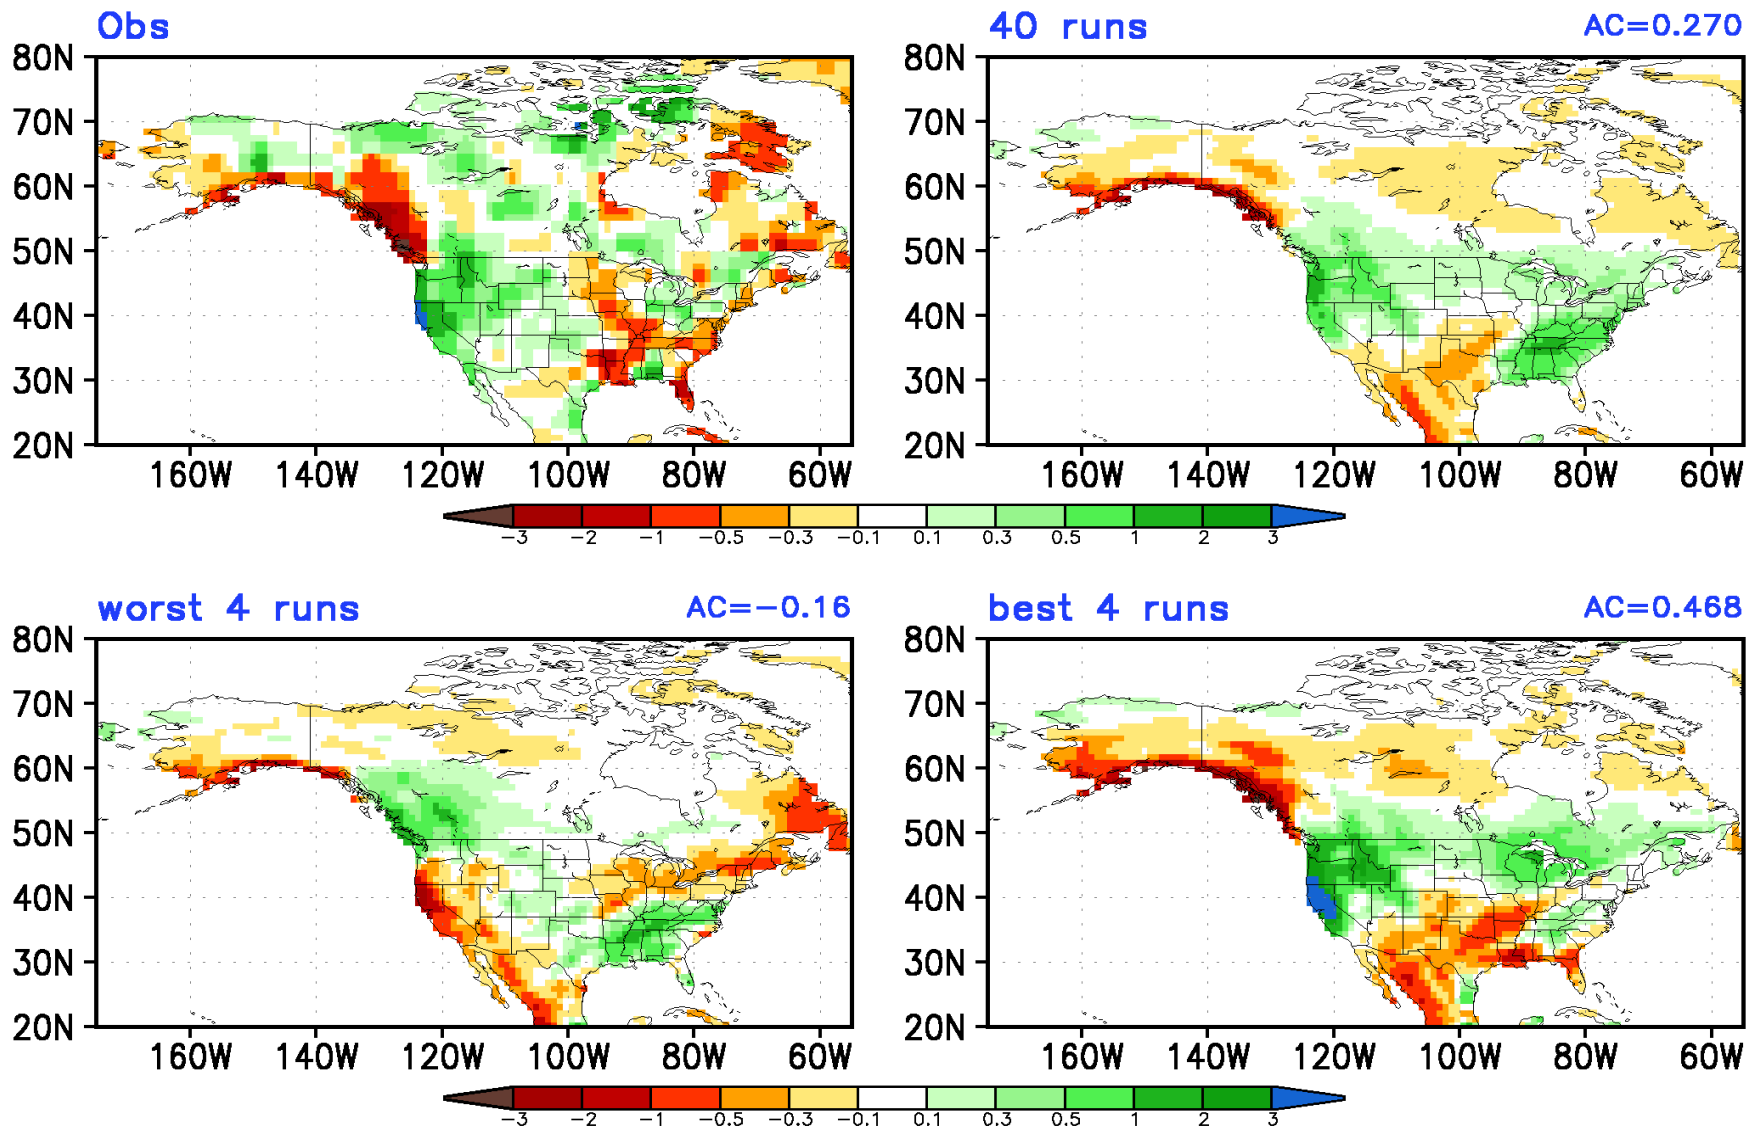 Obs
40 runs AC=0.270
80N 80N
70N 70N
60N 60N
50N 50N
40N 40N
30N 30N
20N 20N
160W 140W 120W 100W 80W 60W 160W 140W 120W 100W 80W 60W
−3 −2 −1 −0.5 −0.3 −0.1 0.1 0.3 0.5 1 2 3
worst 4 runs AC=−0.16
best 4 runs AC=0.468
80N 80N
70N 70N
60N 60N
50N 50N
40N 40N
30N 30N
20N 20N
160W 140W 120W 100W 80W 60W 160W 140W 120W 100W 80W 60W
−3 −2 −1 −0.5 −0.3 −0.1 0.1 0.3 0.5 1 2 3